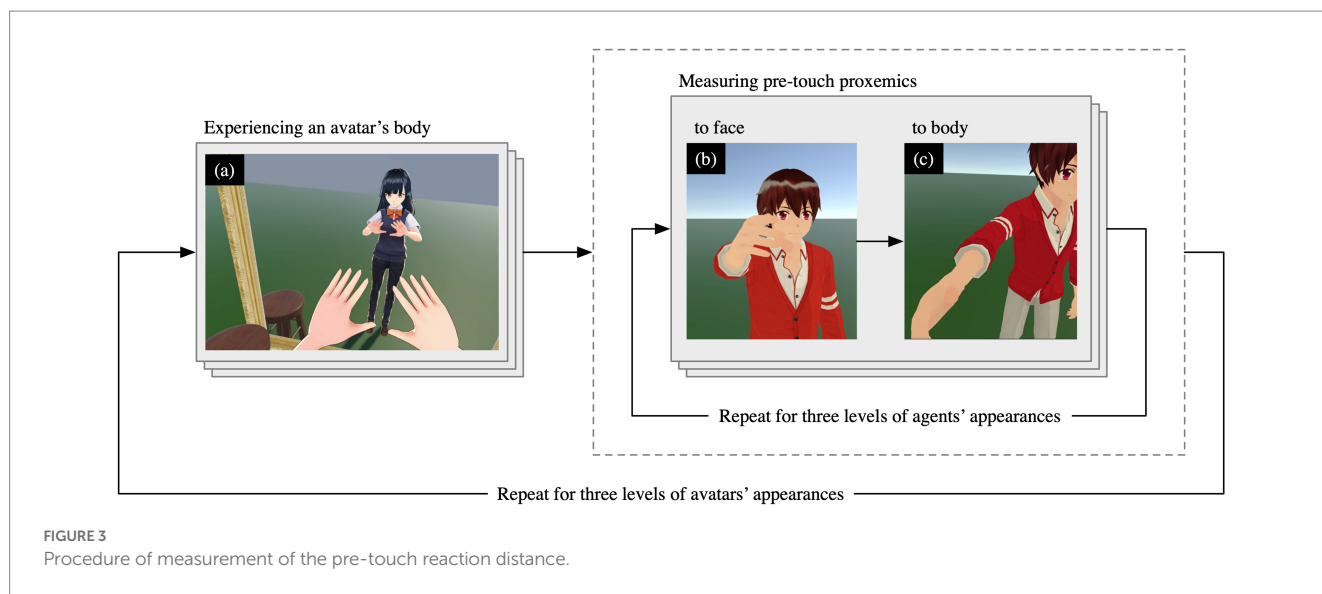 Measuring pre-touch proxemics
Experiencing an avatar’s body
to face
to body
(a)
(b)
(c)
Repeat for three levels of agents’ appearances
Repeat for three levels of avatars’ appearances
FIGURE 3
Procedure of measurement of the pre-touch reaction distance.